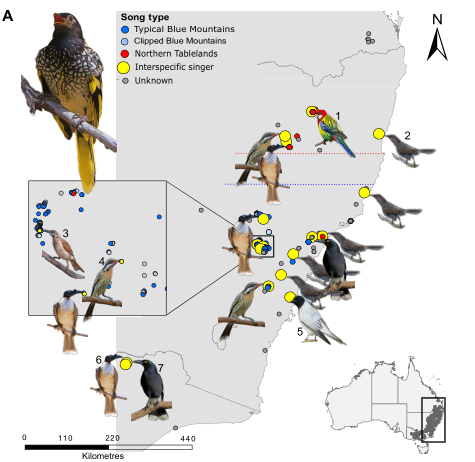 A
N
Song type
Typical Blue Mountains
Clipped Blue Mountains
Northern Tablelands
Interspecific singer
Unknown
1
2
3
4
5
6
7
0 110 220 440
Kilometres